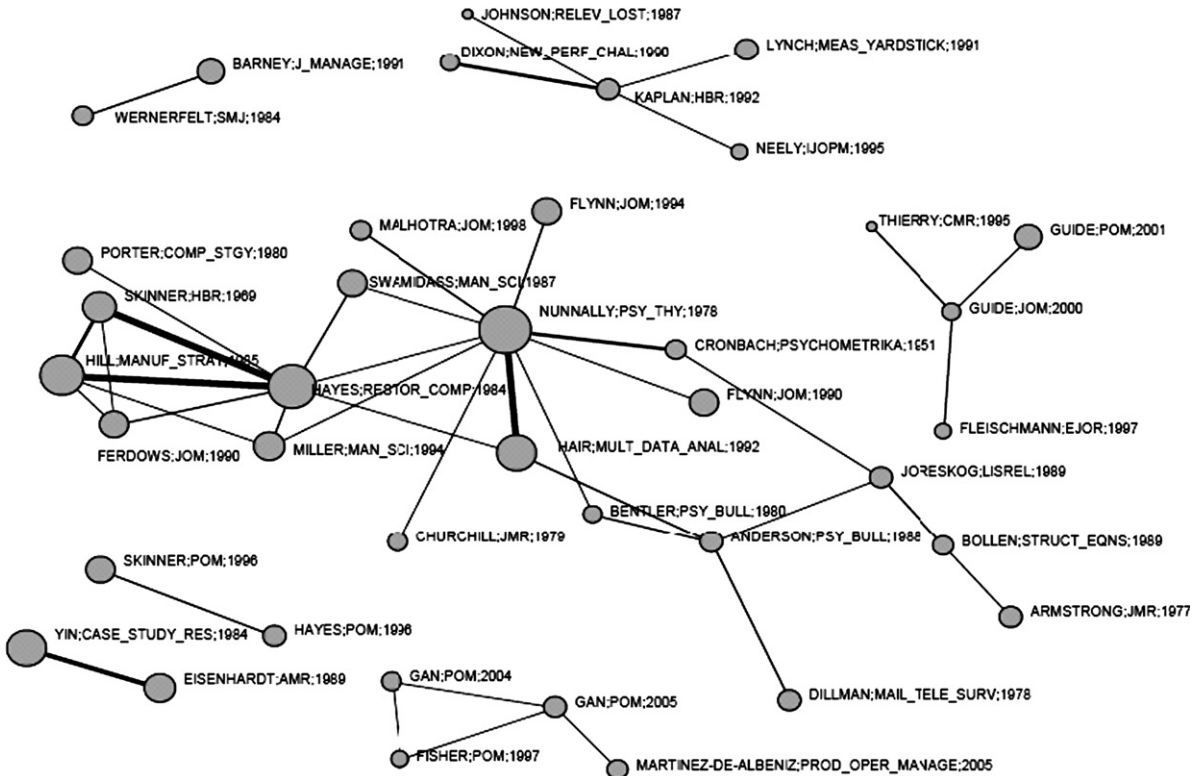 JOHNSON;RELEV_LOST;1987
DIXON;NEW_PERF_CHAL;1990
LYNCH;MEAS_YARDSTICK;1991
BARNEY;J_MANAGE;1991
KAPLAN;HBR;1992
WERNERFELT;SMJ;1984
NEELY;IJOPM;1995
FLYNN;JOM;1994
MALHOTRA;JOM;1998
THIERRY;CMR;1995
GUIDE;POM;2001
PORTER;COMP_STGY;1980
SWAMIDASS;MAN_SCI;1987
SKINNER;HBR;1969
NUNNALLY;PSY_THY;1978
GUIDE;JOM;2000
CRONBACH;PSYCHOMETRIKA;1951
HILL;MANUF_STRAT;1985
HAYES;RESTOR_COMP;1984
FLYNN;JOM;1990
FLEISCHMANN;EJOR;1997
FERDOWS;JOM;1990
MILLER;MAN_SCI;1994
HAIR;MULT_DATA_ANAL;1992
JORESKOG;LISREL;1989
BENTLER;PSY_BULL;1980
CHURCHILL;JMR;1979
ANDERSON;PSY_BULL;1988
BOLLEN;STRUCT_EQNS;1989
SKINNER;POM;1996
ARMSTRONG;JMR;1977
HAYES;POM;1996
YIN;CASE_STUDY_RES;1984
EISENHARDT;AMR;1989
GAN;POM;2004
GAN;POM;2005
DILLMAN;MAIL_TELE_SURV;1978
FISHER;POM;1997
MARTINEZ-DE-ALBENIZ;PROD_OPER_MANAGE;2005